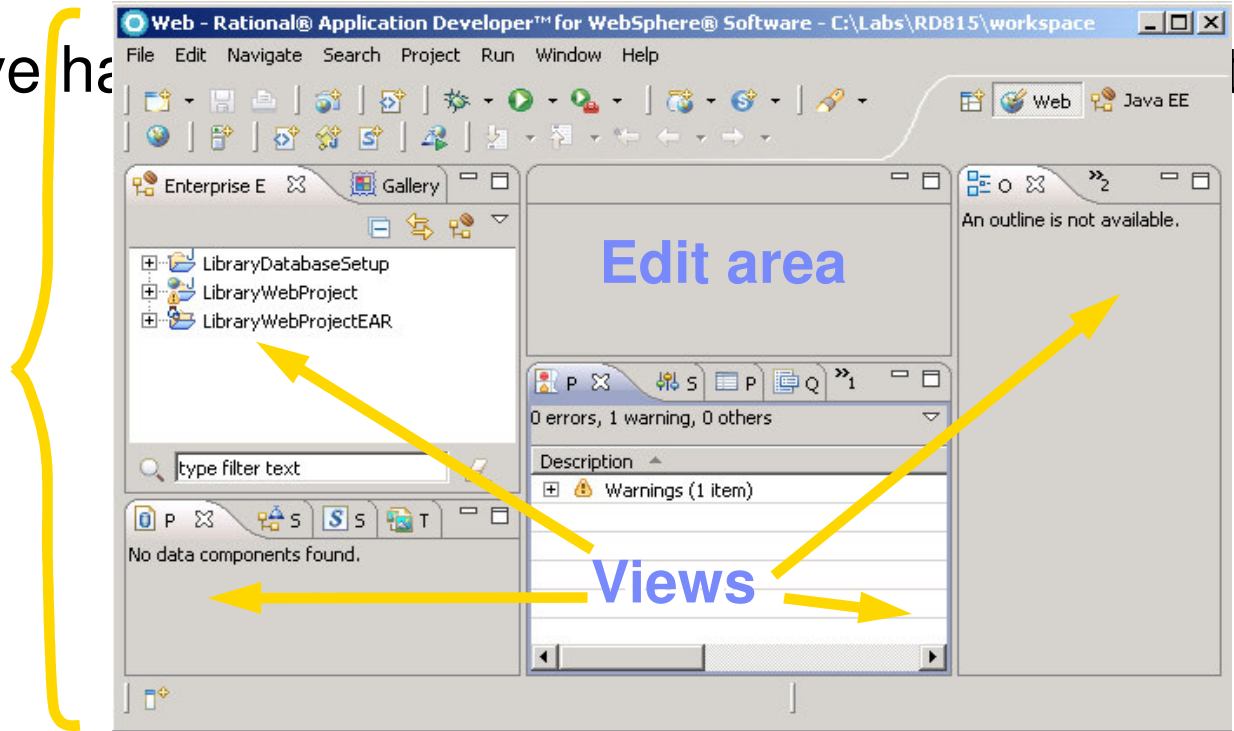 Web - Rational® Application Developer™ for WebSphere® Software - C:\Labs\RD815\workspace
File Edit Navigate Search Project Run Window Help
Web Java EE
Enterprise E Gallery
LibraryDatabaseSetup
LibraryWebProject
LibraryWebProjectEAR
type filter text
P S S T
No data components found.
Edit area
P S P Q »1
0 errors, 1 warning, 0 others
Description
Warnings (1 item)
Views
O »2
An outline is not available.